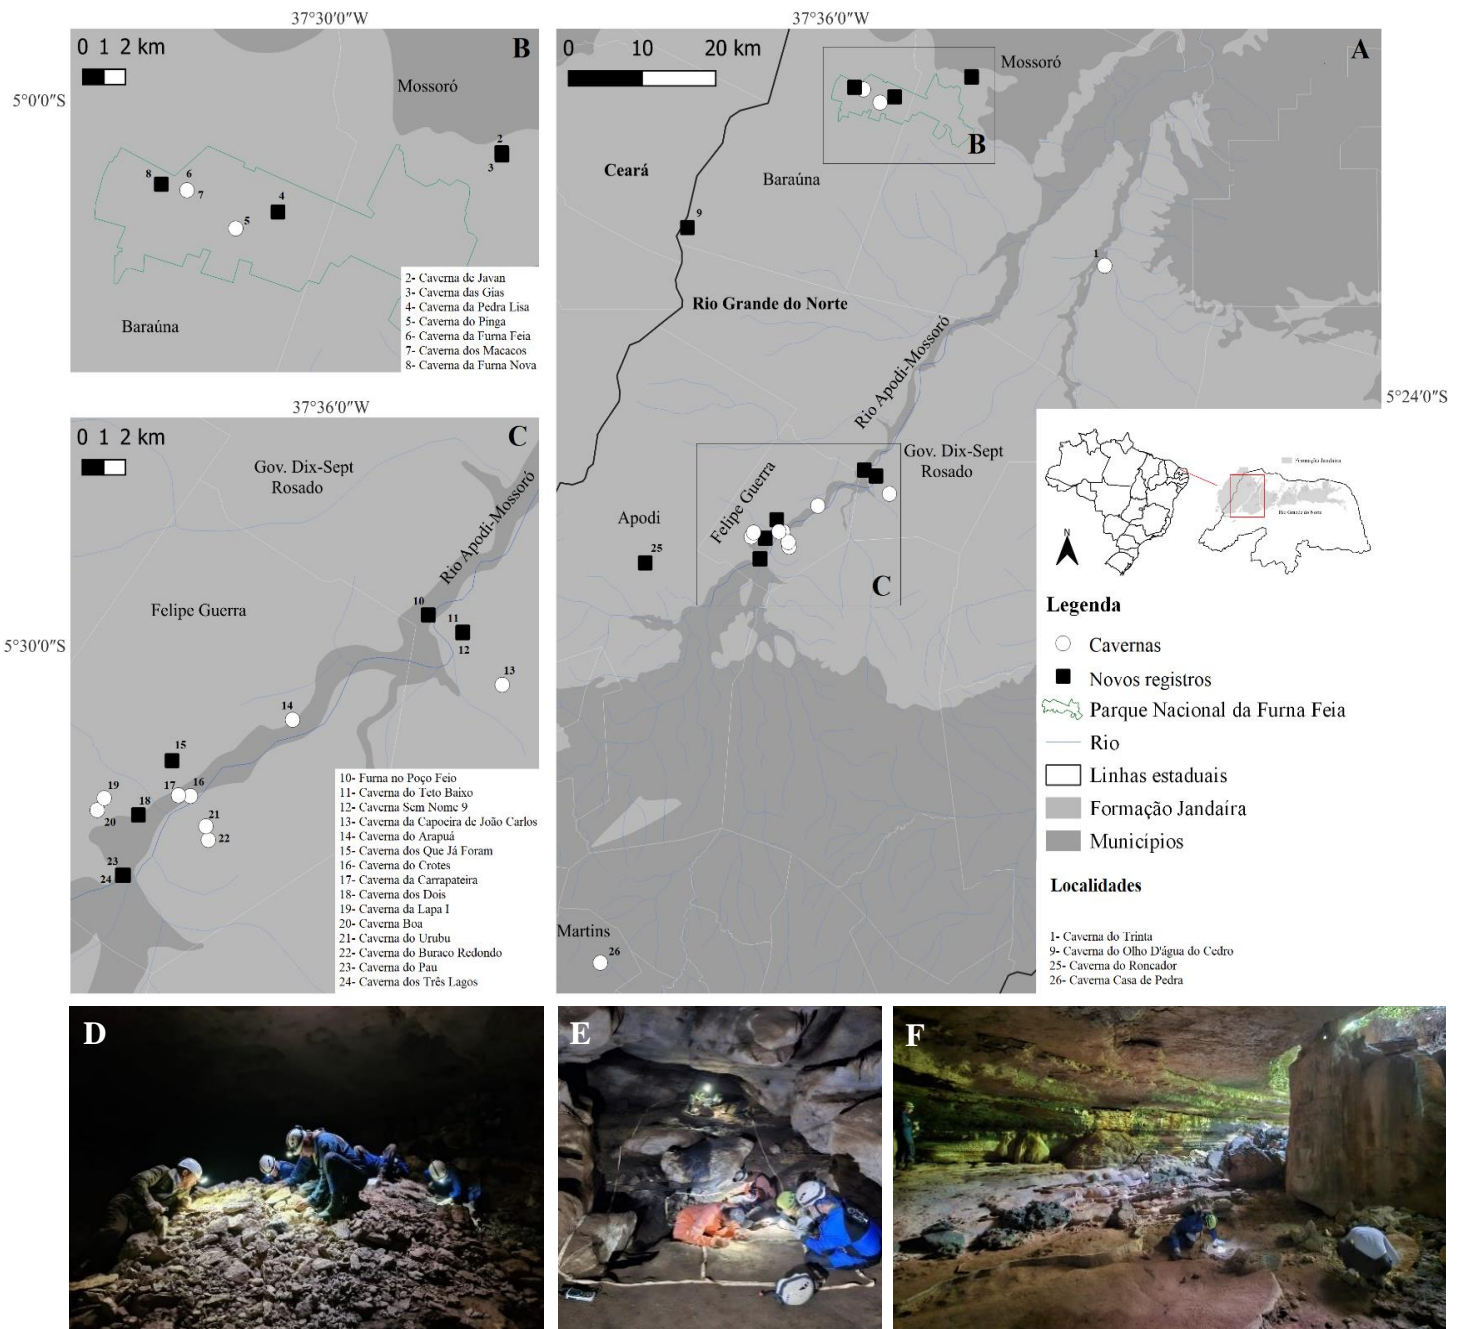 37°30'0"W
0 1 2 km
B
Mossoró
5°0'0"S
2
3
8
6
7
4
5
Baraúna
2- Caverna de Javan
3- Caverna das Gias
4- Caverna da Pedra Lisa
5- Caverna do Pinga
6- Caverna da Furna Feia
7- Caverna dos Macacos
8- Caverna da Furna Nova
37°36'0"W
0 10 20 km
A
Mossoró
B
Ceará
Baraúna
9
1
Rio Grande do Norte
Rio Apodi-Mossoró
5°24'0"S
Gov. Dix-Sept
Rosado
Felipe Guerra
Apodi
25
C
Martins
26
37°36'0"W
0 1 2 km
C
Gov. Dix-Sept
Rosado
Rio Apodi-Mossoró
Felipe Guerra
5°30'0"S
10
11
12
13
14
15
19
17
16
18
20
21
22
23
24
10- Furna no Poço Feio
11- Caverna do Teto Baixo
12- Caverna Sem Nome 9
13- Caverna da Capoeira de João Carlos
14- Caverna do Arapuá
15- Caverna dos Que Já Foram
16- Caverna do Crotes
17- Caverna da Carrapateira
18- Caverna dos Dois
19- Caverna da Lapa I
20- Caverna Boa
21- Caverna do Urubu
22- Caverna do Buraco Redondo
23- Caverna do Pau
24- Caverna dos Três Lagos
Formação Jandaíra
Rio Grande do Norte
N
Legenda
Cavernas
Novos registros
Parque Nacional da Furna Feia
Rio
Linhas estaduais
Formação Jandaíra
Municípios
Localidades
1- Caverna do Trinta
9- Caverna do Olho D'água do Cedro
25- Caverna do Roncador
26- Caverna Casa de Pedra
D
E
F